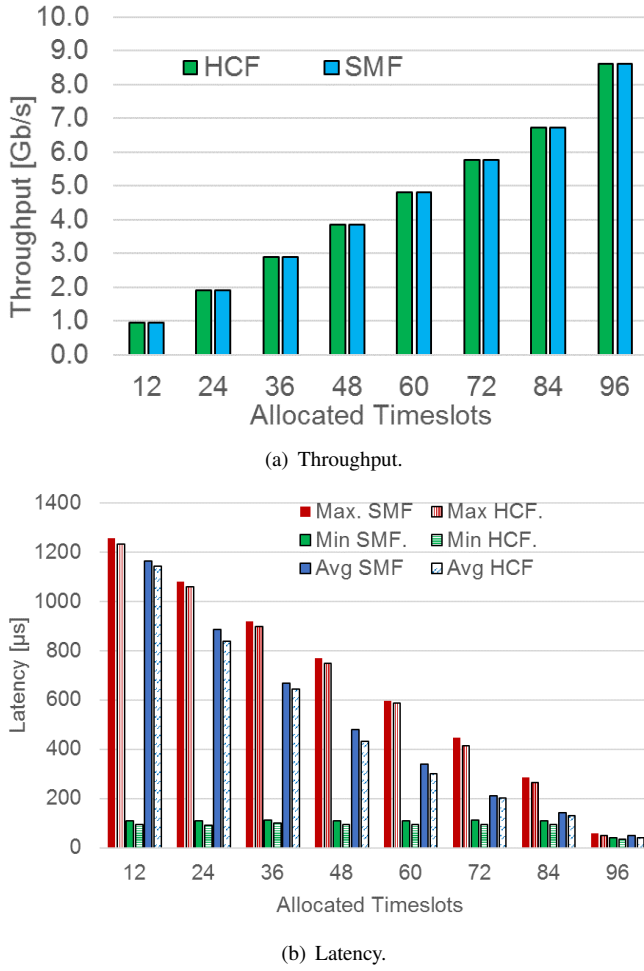 10.0
9.0
8.0
7.0
6.0
5.0
4.0
3.0
2.0
1.0
0.0
Throughput [Gb/s]
HCF SMF
12 24 36 48 60 72 84 96
Allocated Timeslots
(a) Throughput.
1400
1200
1000
800
600
400
200
0
Latency [µs]
Max. SMF Max HCF.
Min SMF. Min HCF.
Avg SMF Avg HCF
12 24 36 48 60 72 84 96
Allocated Timeslots
(b) Latency.